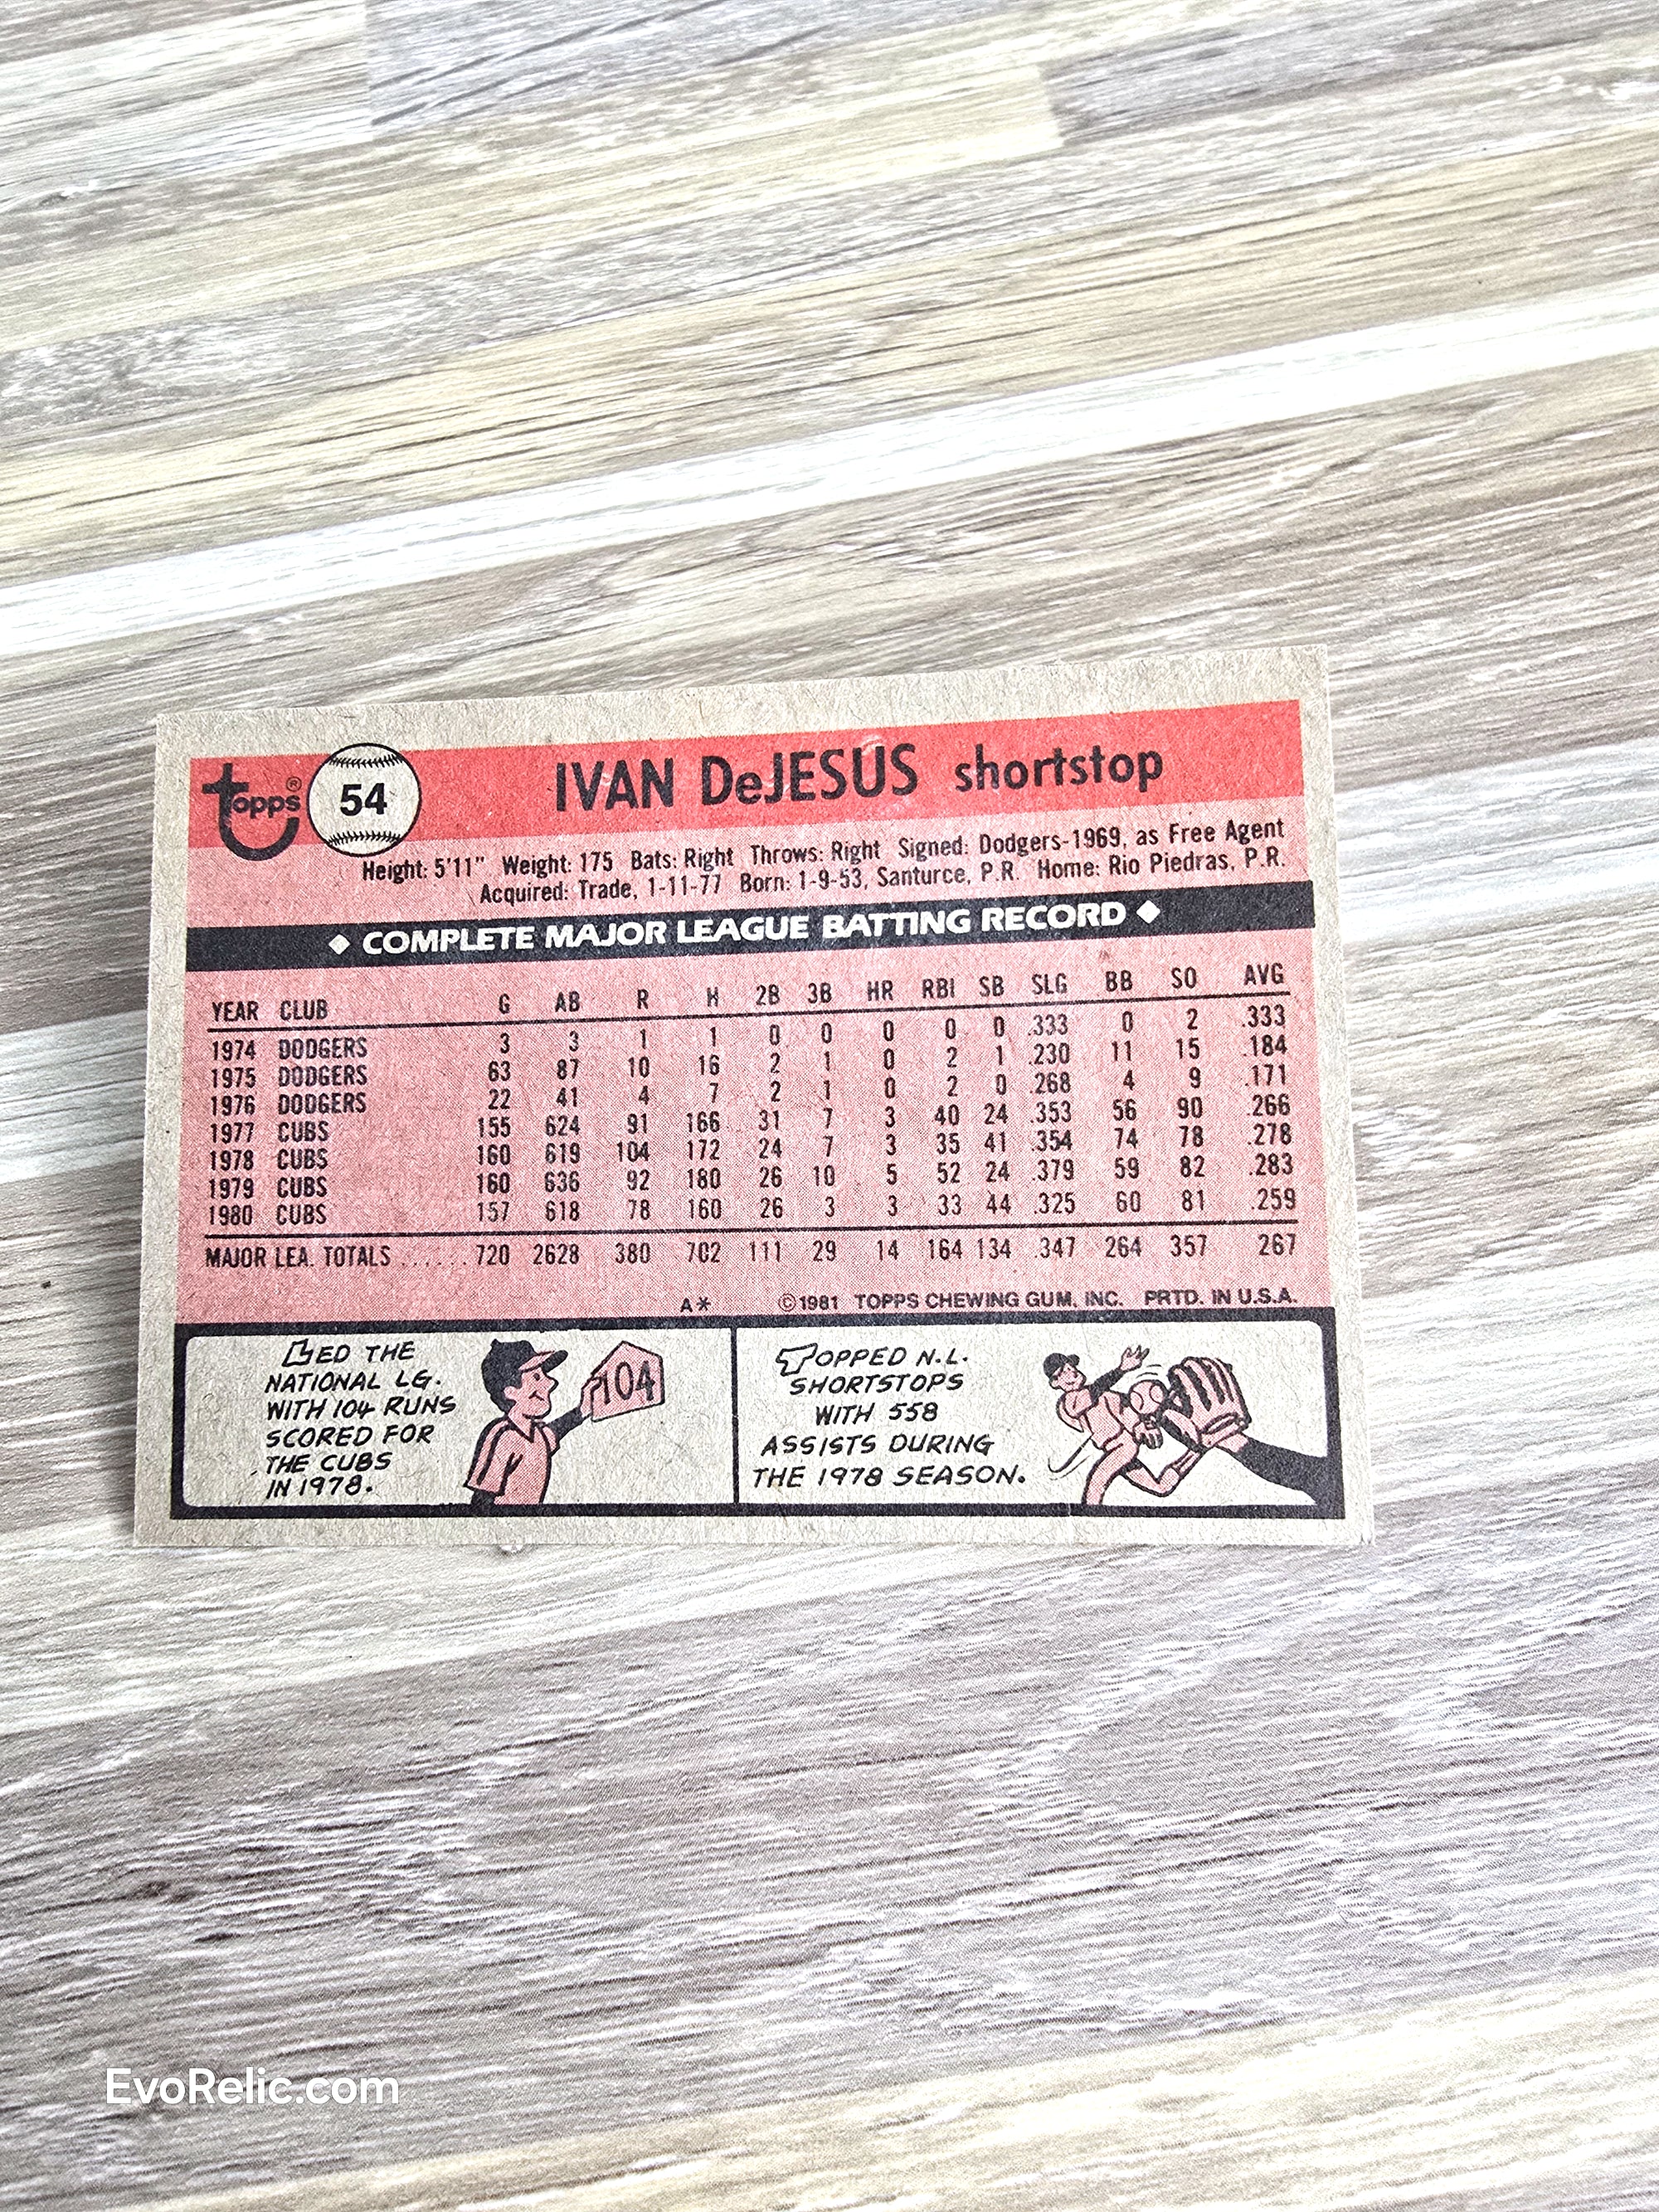 topps® 54 IVAN DeJESUS shortstop
Height: 5'11" Weight: 175 Bats: Right Throws: Right Signed: Dodgers-1969, as Free Agent
Acquired: Trade, 1-11-77 Born: 1-9-53, Santurce, P.R. Home: Rio Piedras, P.R.
◆ COMPLETE MAJOR LEAGUE BATTING RECORD ◆
YEAR CLUB G AB R H 2B 3B HR RBI SB SLG BB SO AVG
1974 DODGERS 3 3 1 1 0 0 0 0 0 .333 0 2 .333
1975 DODGERS 63 87 10 16 2 1 0 2 1 .230 11 15 .184
1976 DODGERS 22 41 4 7 2 1 0 2 0 .268 4 9 .171
1977 CUBS 155 624 91 166 31 7 3 40 24 .353 56 90 .266
1978 CUBS 160 619 104 172 24 7 3 35 41 .354 74 78 .278
1979 CUBS 160 636 92 180 26 10 5 52 24 .379 59 82 .283
1980 CUBS 157 618 78 160 26 3 3 33 44 .325 60 81 .259
MAJOR LEA. TOTALS ...... 720 2628 380 702 111 29 14 164 134 .347 264 357 267
A* ©1981 TOPPS CHEWING GUM, INC. PRTD. IN U.S.A.
LED THE
NATIONAL LG.
WITH 104 RUNS
SCORED FOR
THE CUBS
IN 1978.
104
TOPPED N.L.
SHORTSTOPS
WITH 558
ASSISTS DURING
THE 1978 SEASON.
EvoRelic.com